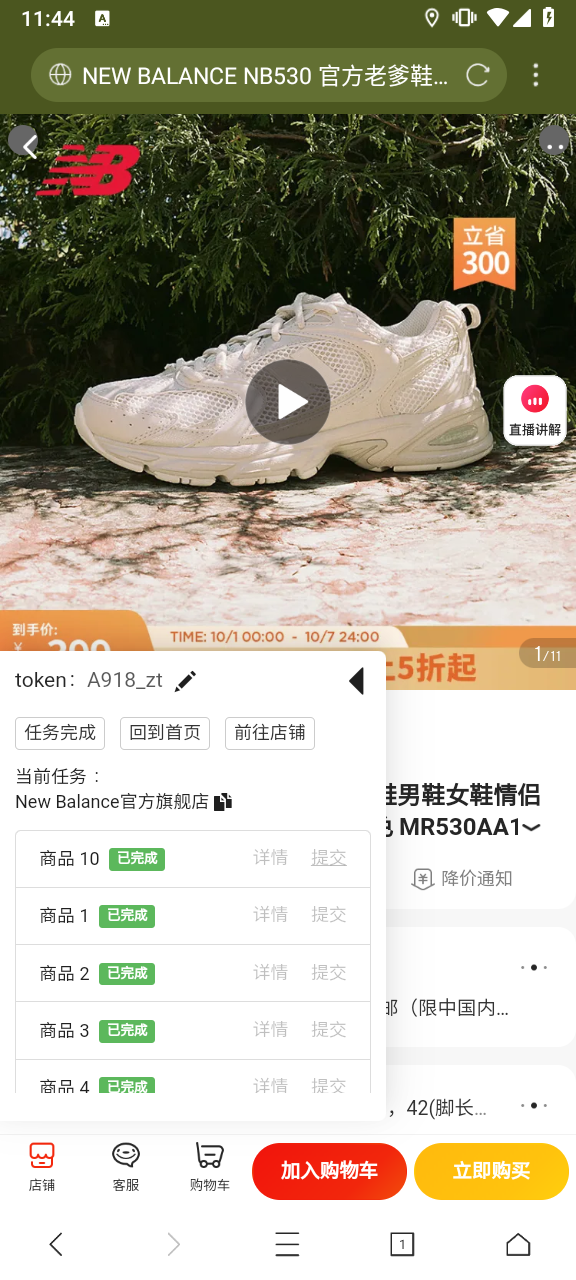 11:44
NEW BALANCE NB530 官方老爹鞋...
立省
300
直播讲解
到手价:
TIME: 10/1 00:00 - 10/7 24:00
1/11
5折起
token: A918_zt
任务完成 回到首页 前往店铺
当前任务：
New Balance官方旗舰店
鞋男鞋女鞋情侣
MR530AA1
商品 10 已完成 详情 提交
降价通知
商品 1 已完成 详情 提交
商品 2 已完成 详情 提交
邮（限中国内...
商品 3 已完成 详情 提交
商品 4 已完成 详情 提交
，42(脚长...
店铺 客服 购物车 加入购物车 立即购买
1